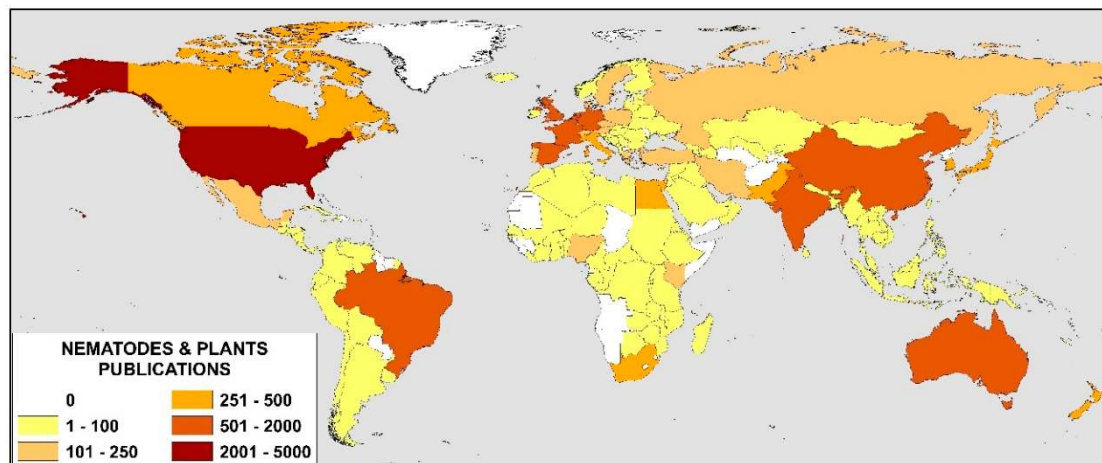 NEMATODES & PLANTS
PUBLICATIONS
0
1 - 100
101 - 250
251 - 500
501 - 2000
2001 - 5000